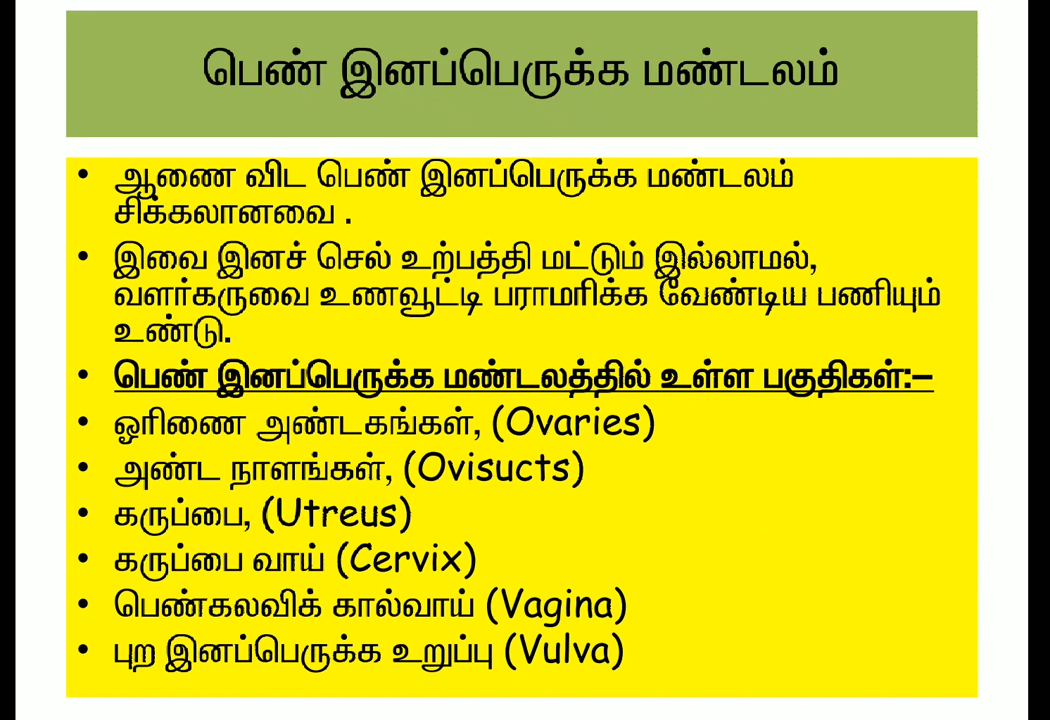 பெண் இனப்பெருக்க மண்டலம்
• ஆணை விட பெண் இனப்பெருக்க மண்டலம்
சிக்கலானவை .
• இவை இனச் செல் உற்பத்தி மட்டும் இல்லாமல்,
வளர்கருவை உணவூட்டி பராமரிக்க வேண்டிய பணியும்
உண்டு.
• பெண் இனப்பெருக்க மண்டலத்தில் உள்ள பகுதிகள்:–
• ஓரிணை அண்டகங்கள், (Ovaries)
• அண்ட நாளங்கள், (Ovisucts)
• கருப்பை, (Utreus)
• கருப்பை வாய் (Cervix)
• பெண்கலவிக் கால்வாய் (Vagina)
• புற இனப்பெருக்க உறுப்பு (Vulva)